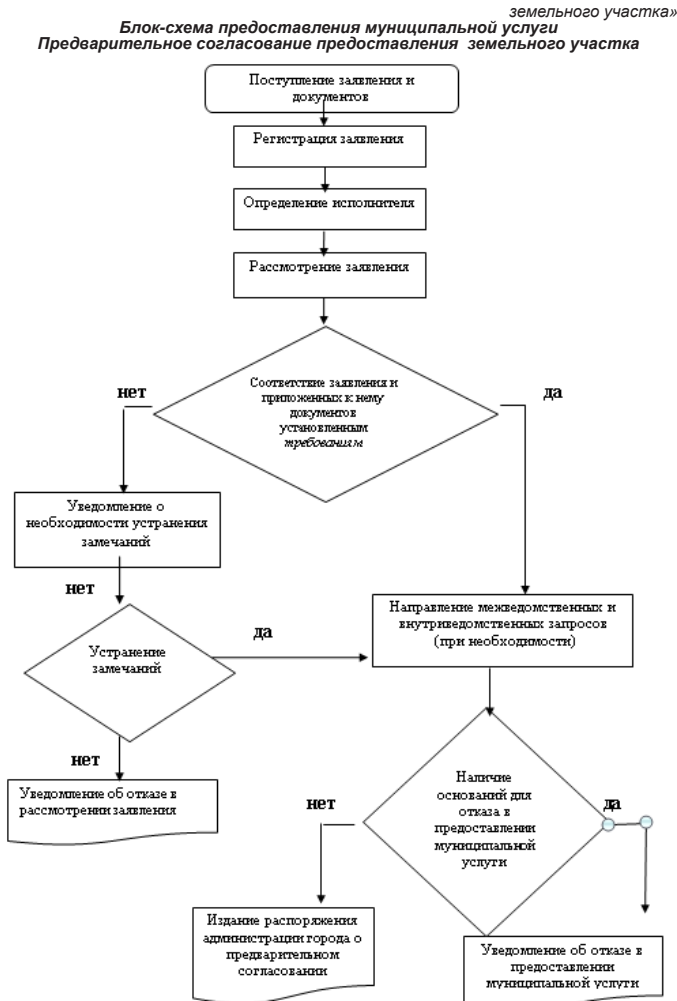 земельного участка»
Блок-схема предоставления муниципальной услуги
Предварительное согласование предоставления земельного участка
Поступление заявления и
документов
Регистрация заявления
Определение исполнителя
Рассмотрение заявления
Соответствие заявления и
приложенных к нему
документов
установленным
требованиям
нет
да
Уведомление о
необходимости устранения
замечаний
нет
Направление межведомственных и
внутриведомственных запросов
(при необходимости)
Устранение
замечаний
да
нет
Уведомление об отказе в
рассмотрении заявления
Наличие
оснований для
отказа в
предоставлении
муниципальной
услуги
нет
да
Издание распоряжения
администрации города о
предварительном
согласовании
Уведомление об отказе в
предоставлении
муниципальной услуги